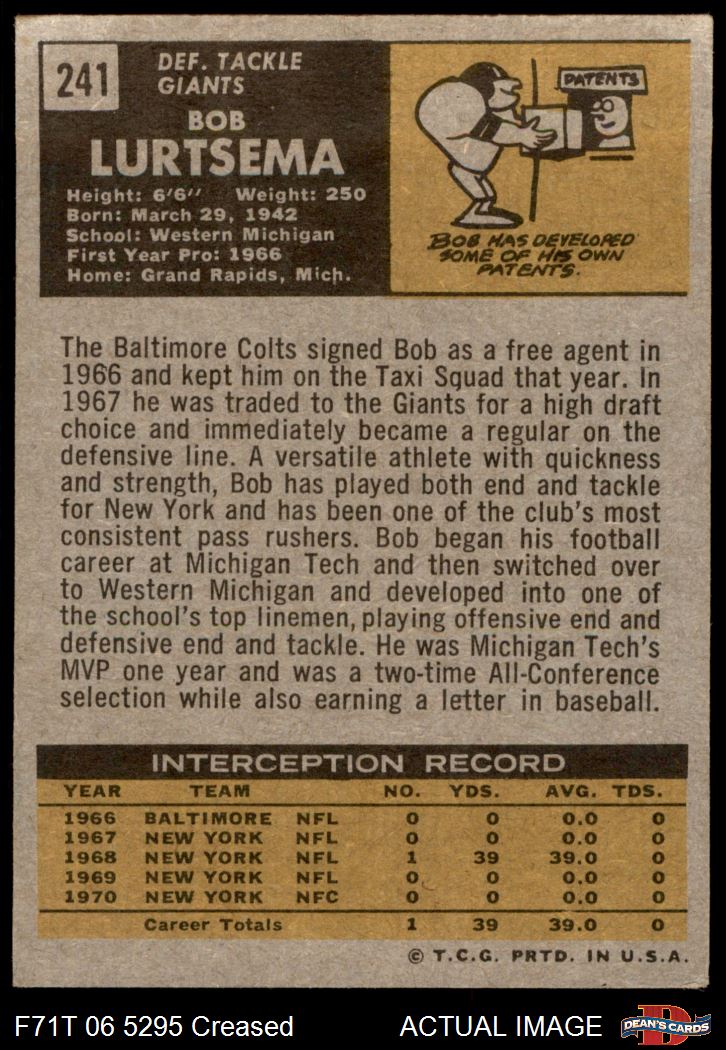 241
DEF. TACKLE
GIANTS
BOB
LURTSEMA
Height: 6'6" Weight: 250
Born: March 29, 1942
School: Western Michigan
First Year Pro: 1966
Home: Grand Rapids, Mich.
PATENTS
BOB HAS DEVELOPED
SOME OF HIS OWN
PATENTS.
The Baltimore Colts signed Bob as a free agent in
1966 and kept him on the Taxi Squad that year. In
1967 he was traded to the Giants for a high draft
choice and immediately became a regular on the
defensive line. A versatile athlete with quickness
and strength, Bob has played both end and tackle
for New York and has been one of the club's most
consistent pass rushers. Bob began his football
career at Michigan Tech and then switched over
to Western Michigan and developed into one of
the school's top linemen, playing offensive end and
defensive end and tackle. He was Michigan Tech's
MVP one year and was a two-time All-Conference
selection while also earning a letter in baseball.
INTERCEPTION RECORD
YEAR TEAM NO. YDS. AVG. TDS.
1966 BALTIMORE NFL 0 0 0.0 0
1967 NEW YORK NFL 0 0 0.0 0
1968 NEW YORK NFL 1 39 39.0 0
1969 NEW YORK NFL 0 0 0.0 0
1970 NEW YORK NFC 0 0 0.0 0
Career Totals 1 39 39.0 0
© T.C.G. PRTD. IN U.S.A.
F71T 06 5295 Creased ACTUAL IMAGE
D
DEAN'S CARDS